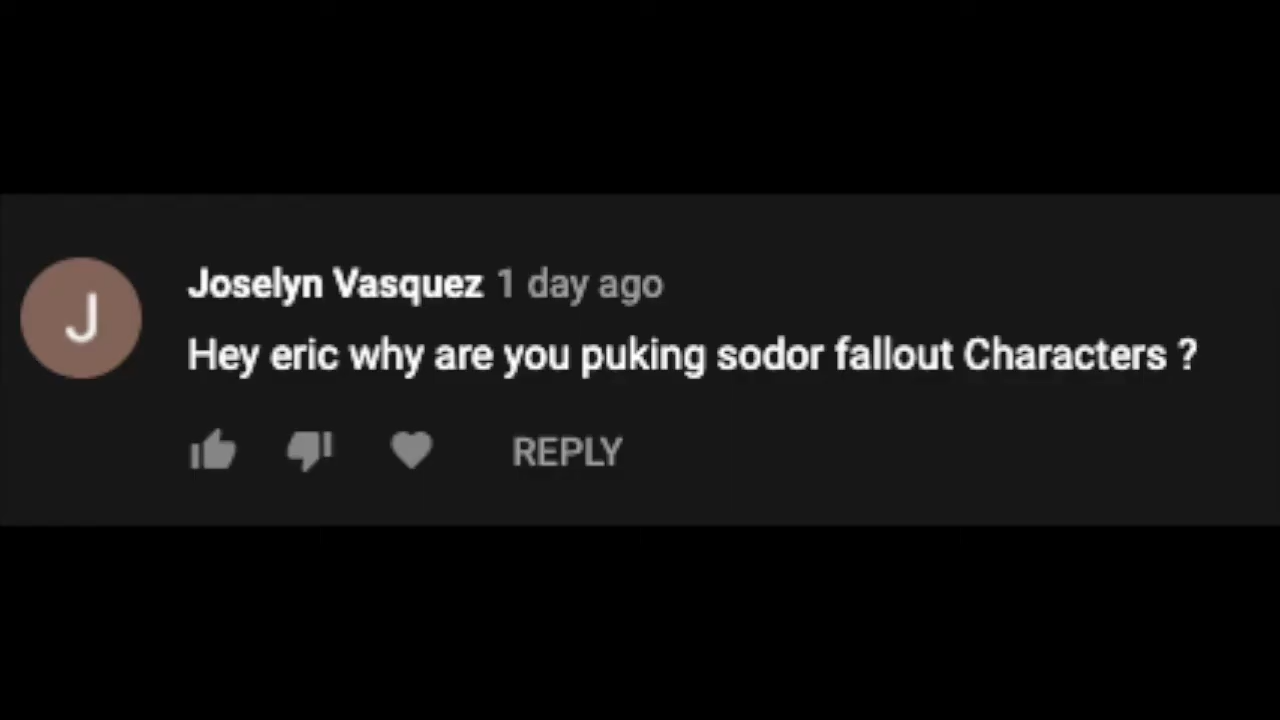 J
Joselyn Vasquez 1 day ago
Hey eric why are you puking sodor fallout Characters ?
REPLY